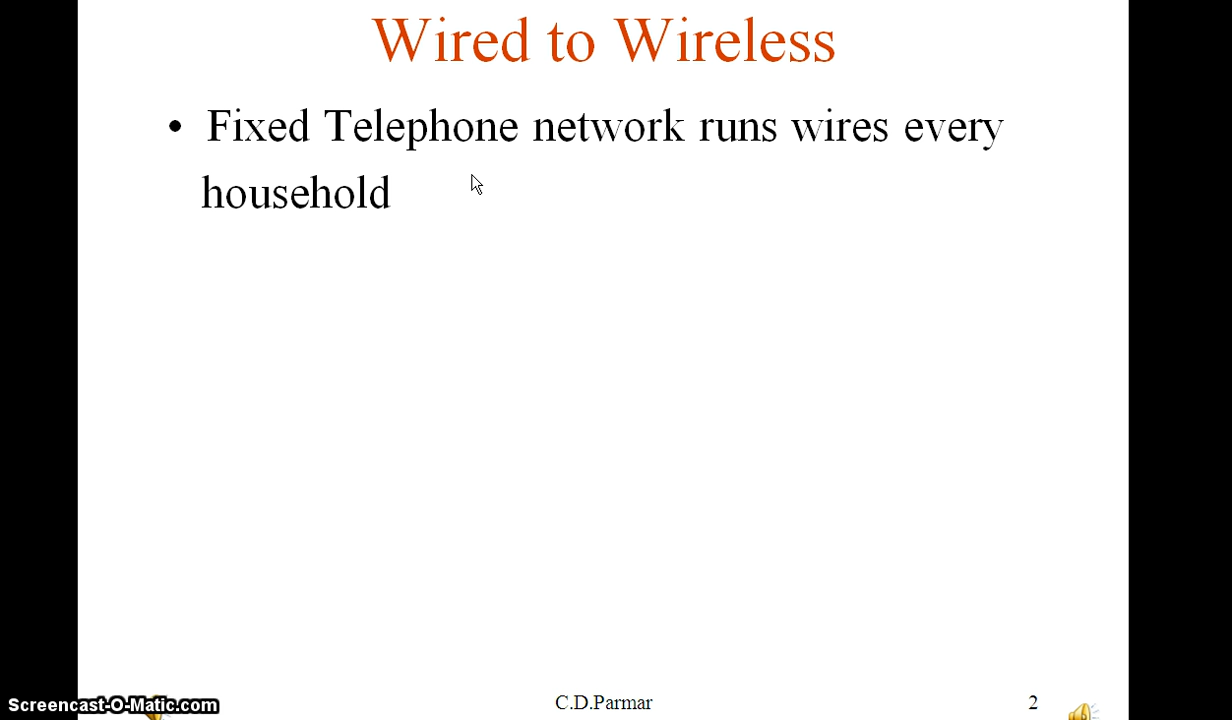 Wired to Wireless
• Fixed Telephone network runs wires every
household
Screencast-O-Matic.com
C.D.Parmar
2